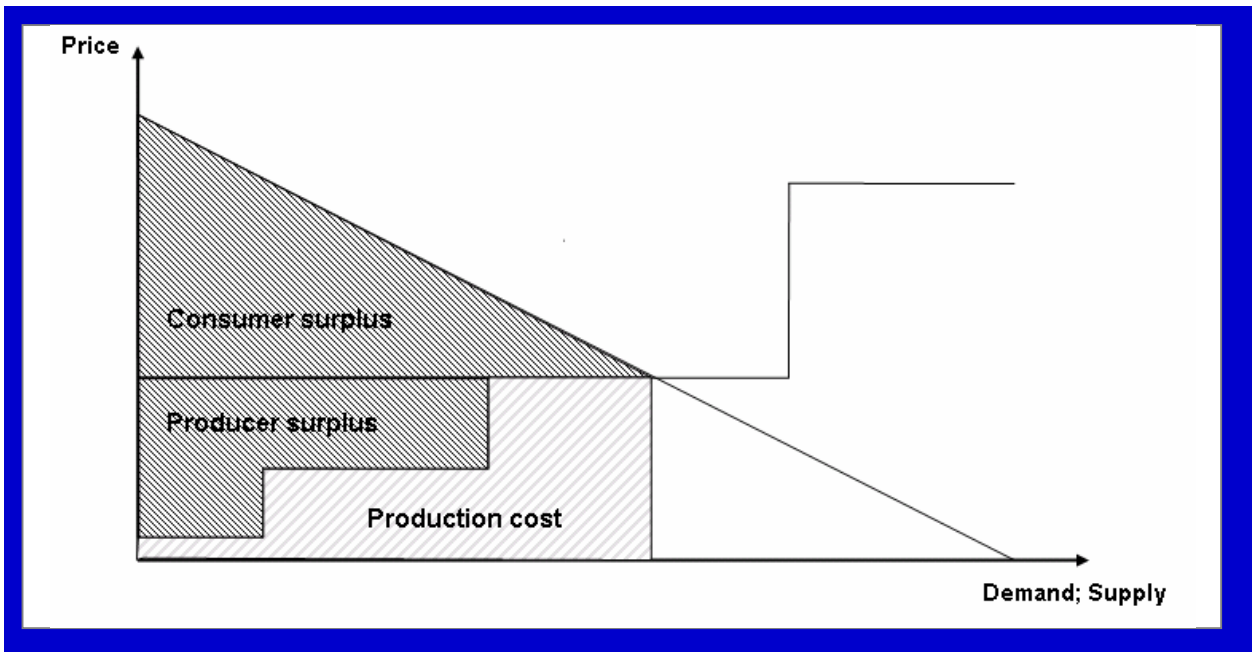 Price
Consumer surplus
Producer surplus
Production cost
Demand; Supply